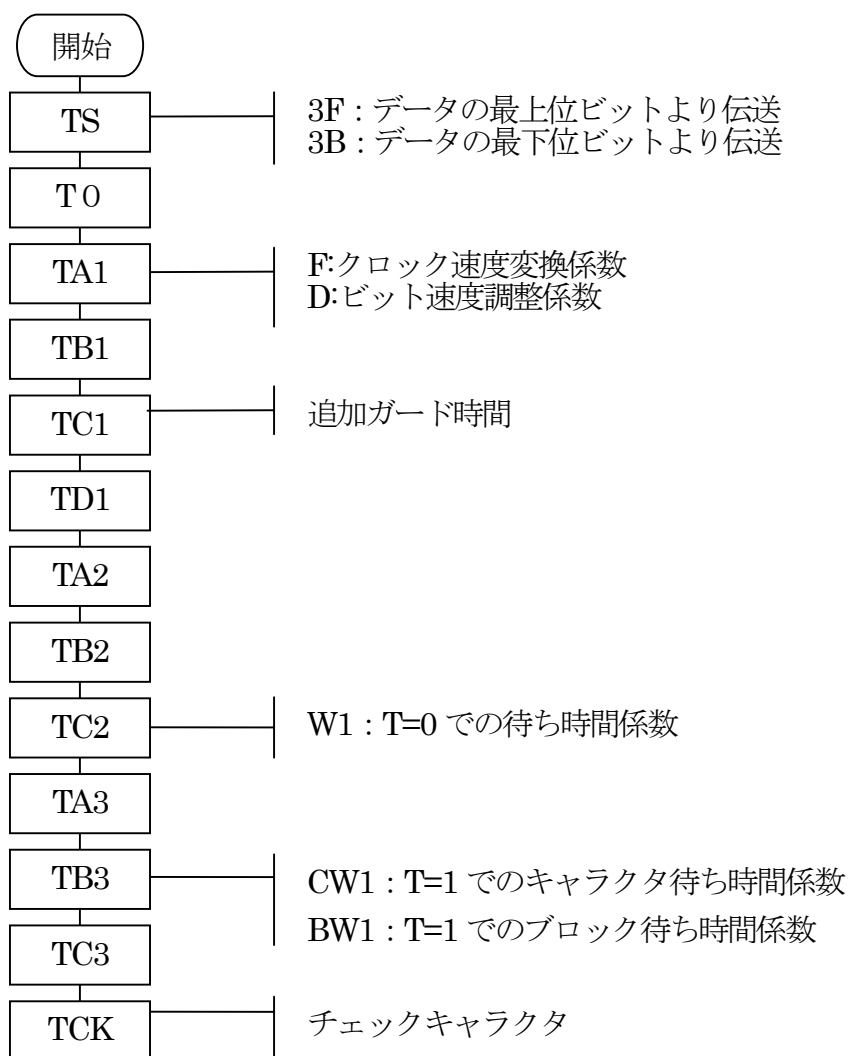 開始
TS
3F：データの最上位ビットより伝送
3B：データの最下位ビットより伝送
T０
TA1
F:クロック速度変換係数
D:ビット速度調整係数
TB1
TC1
追加ガード時間
TD1
TA2
TB2
TC2
W1：T=0 での待ち時間係数
TA3
TB3
CW1：T=1 でのキャラクタ待ち時間係数
BW1：T=1 でのブロック待ち時間係数
TC3
TCK
チェックキャラクタ